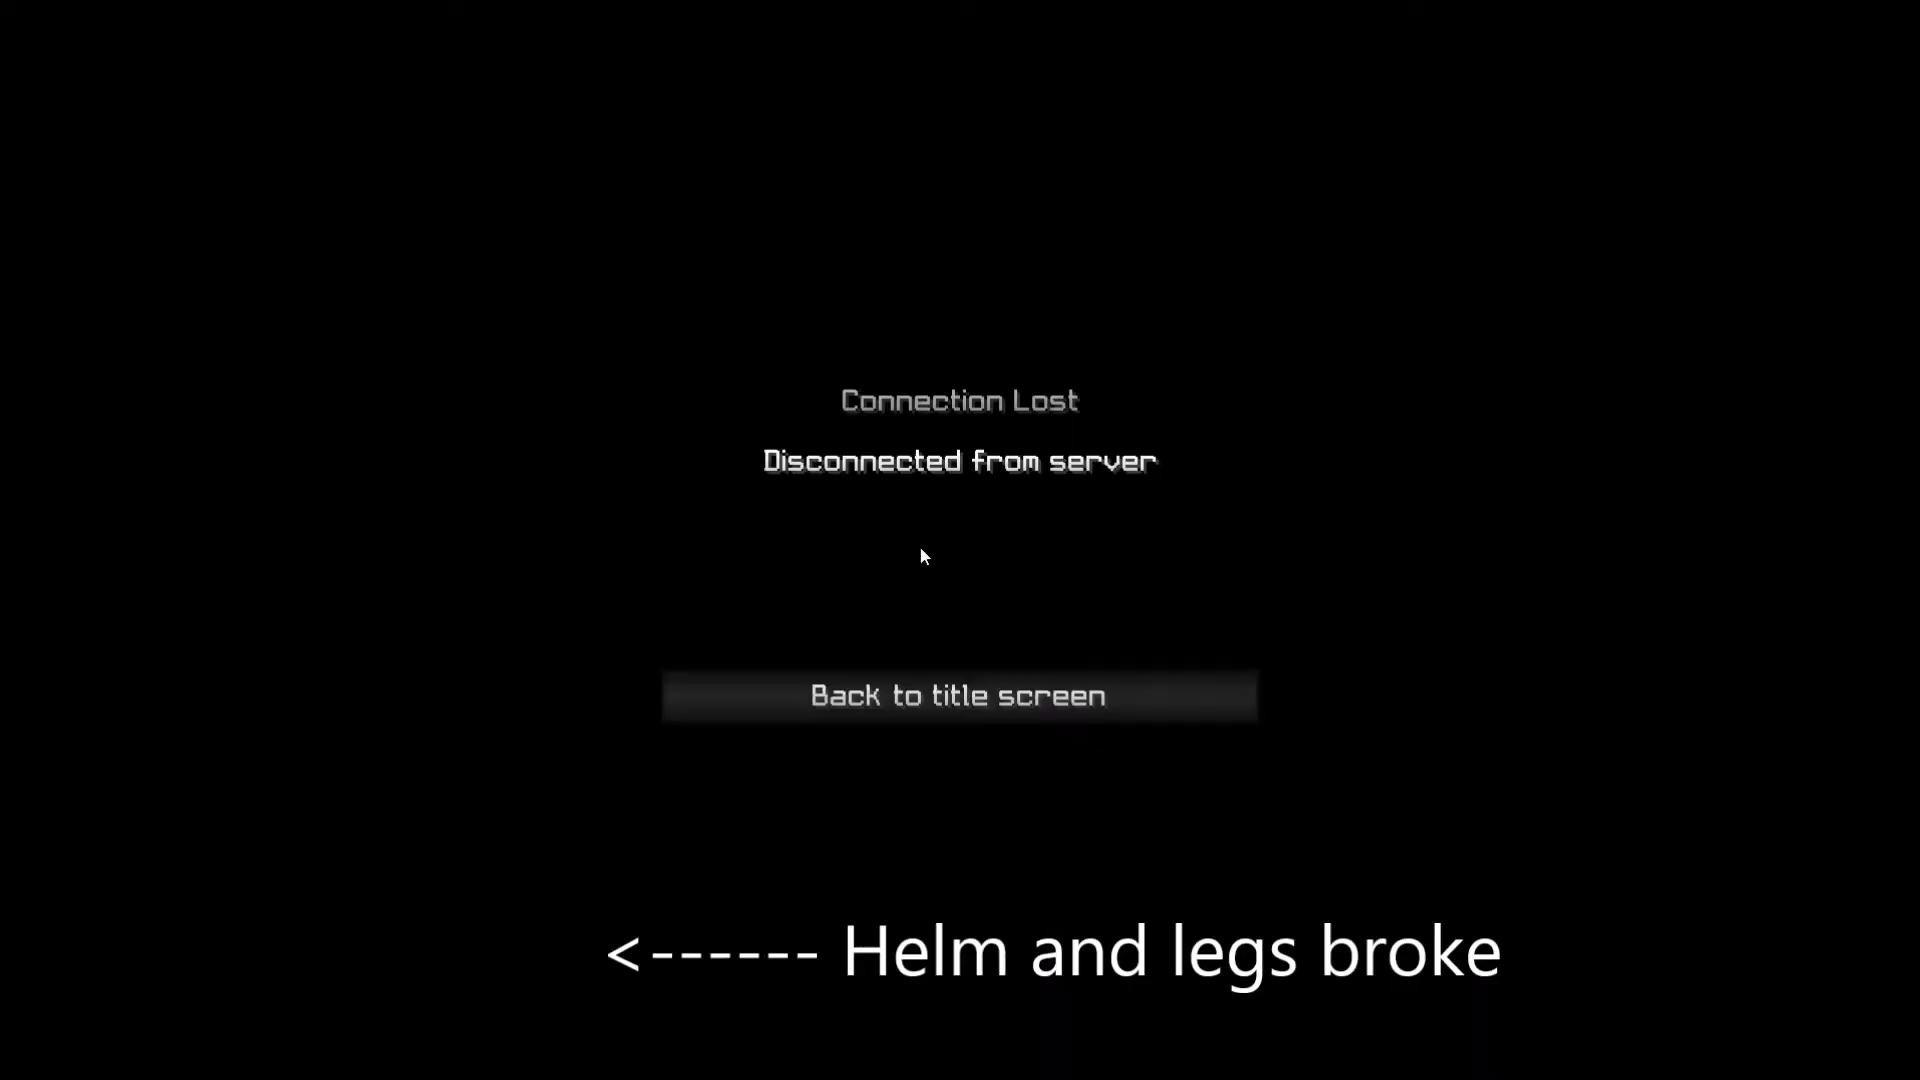 Connection Lost
Disconnected from server
Back to title screen
<------ Helm and legs broke